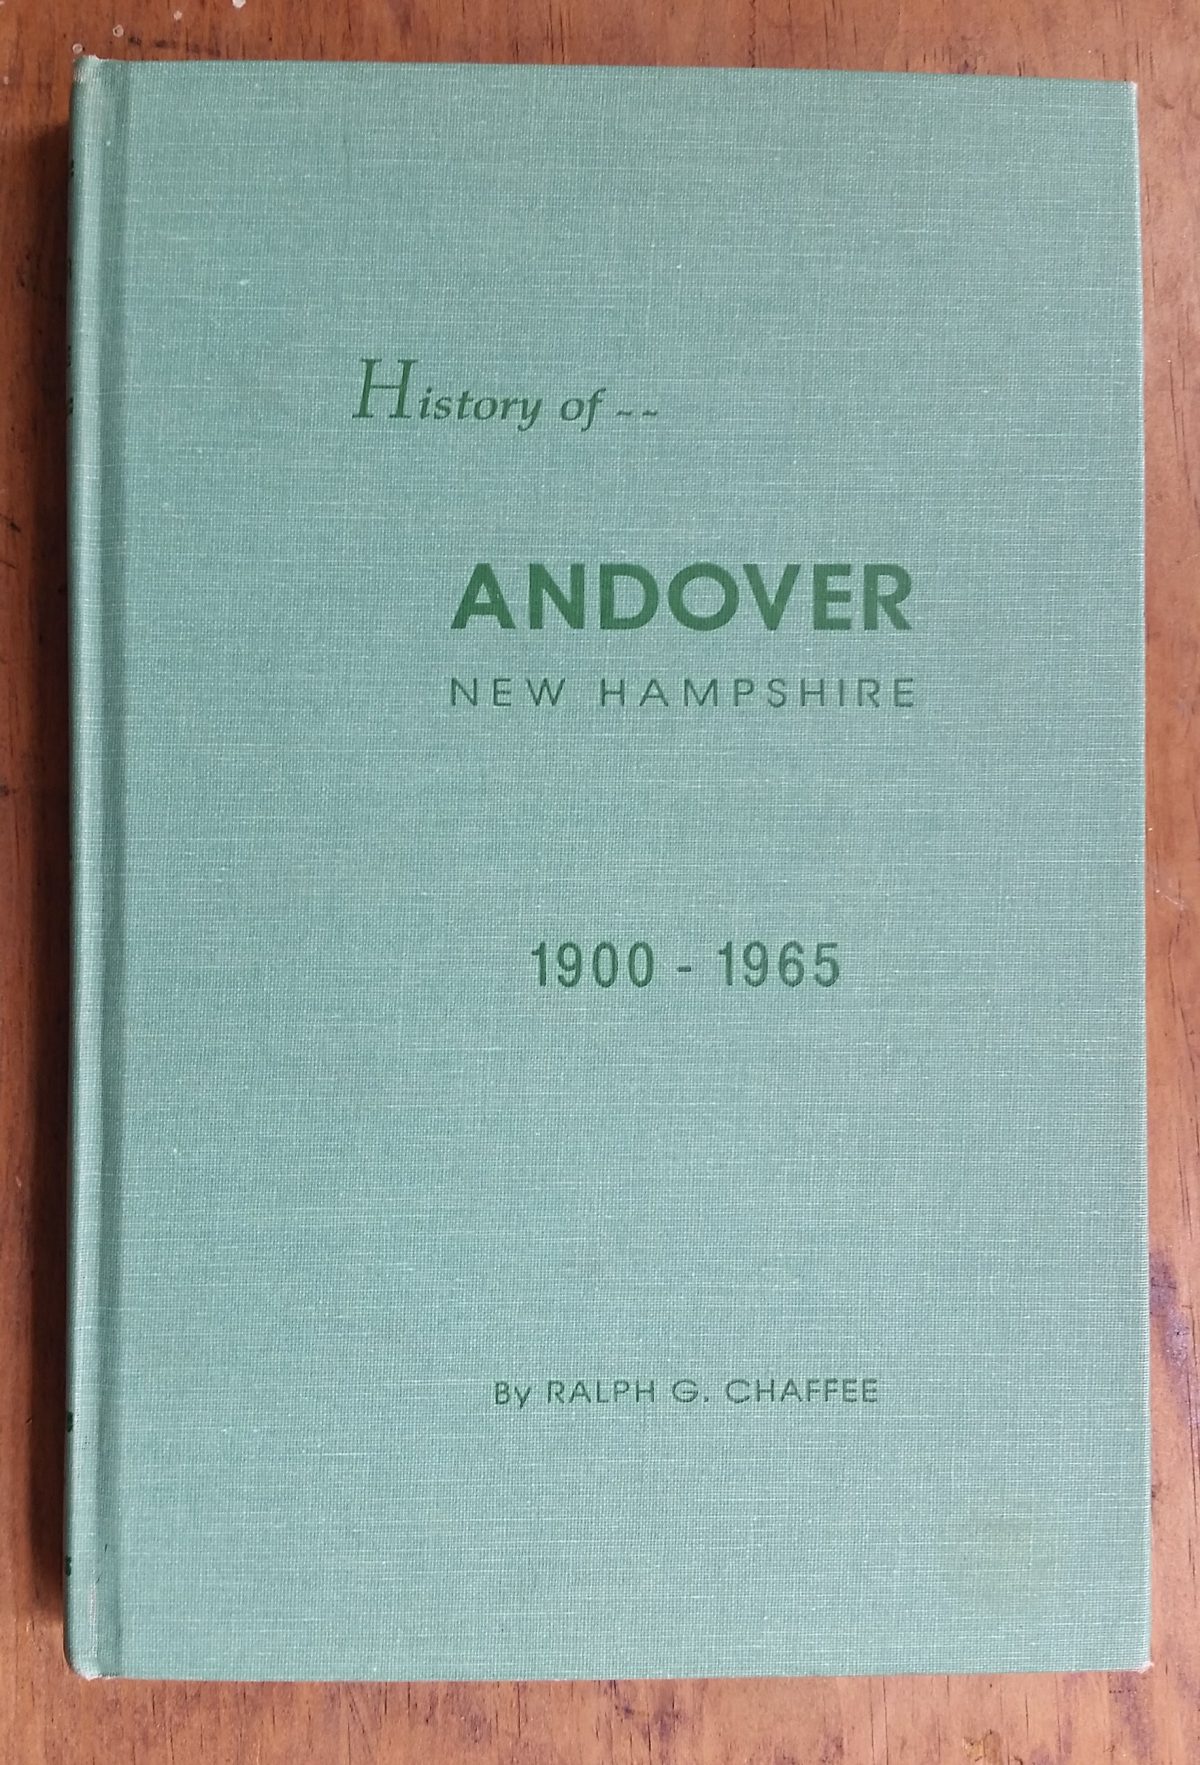 History of ~~
ANDOVER
NEW HAMPSHIRE
1900 - 1965
By RALPH G. CHAFFEE